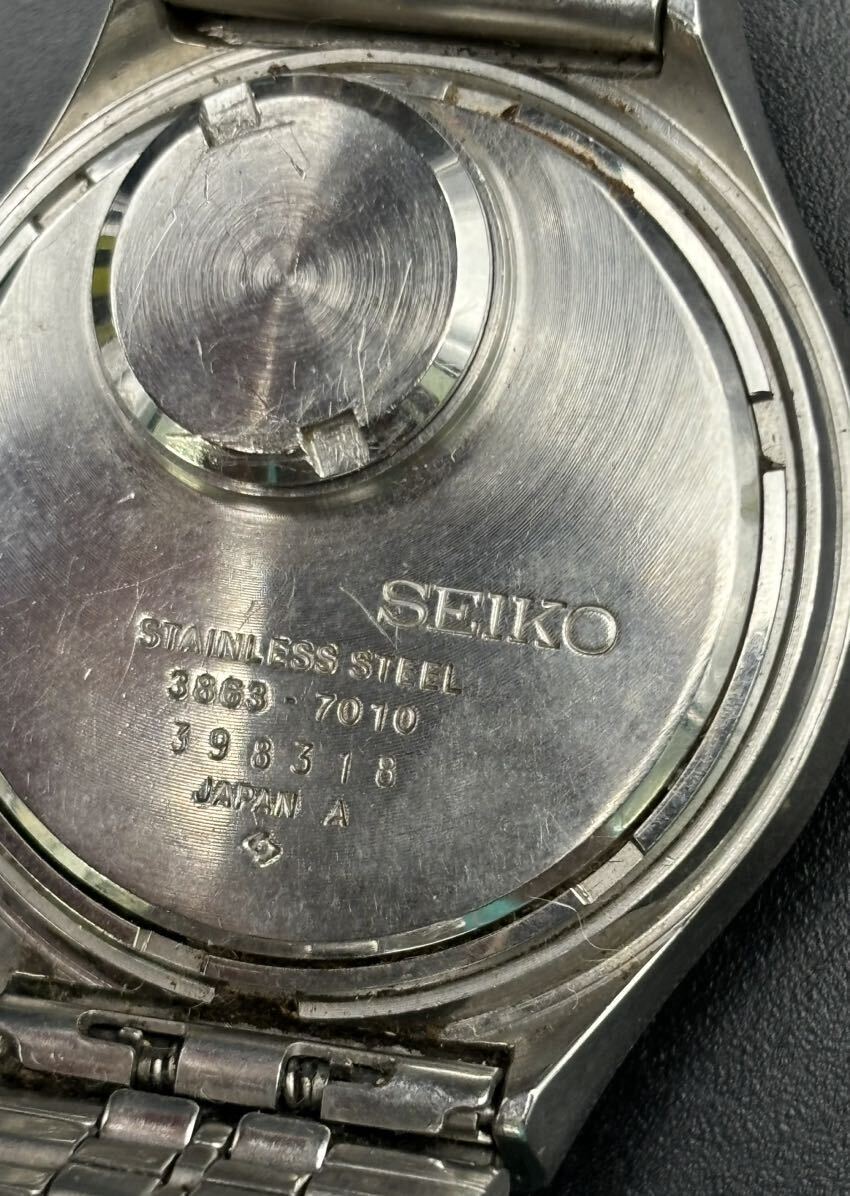 SEIKO
STAINLESS STEEL
3863-7010
398318
JAPAN A